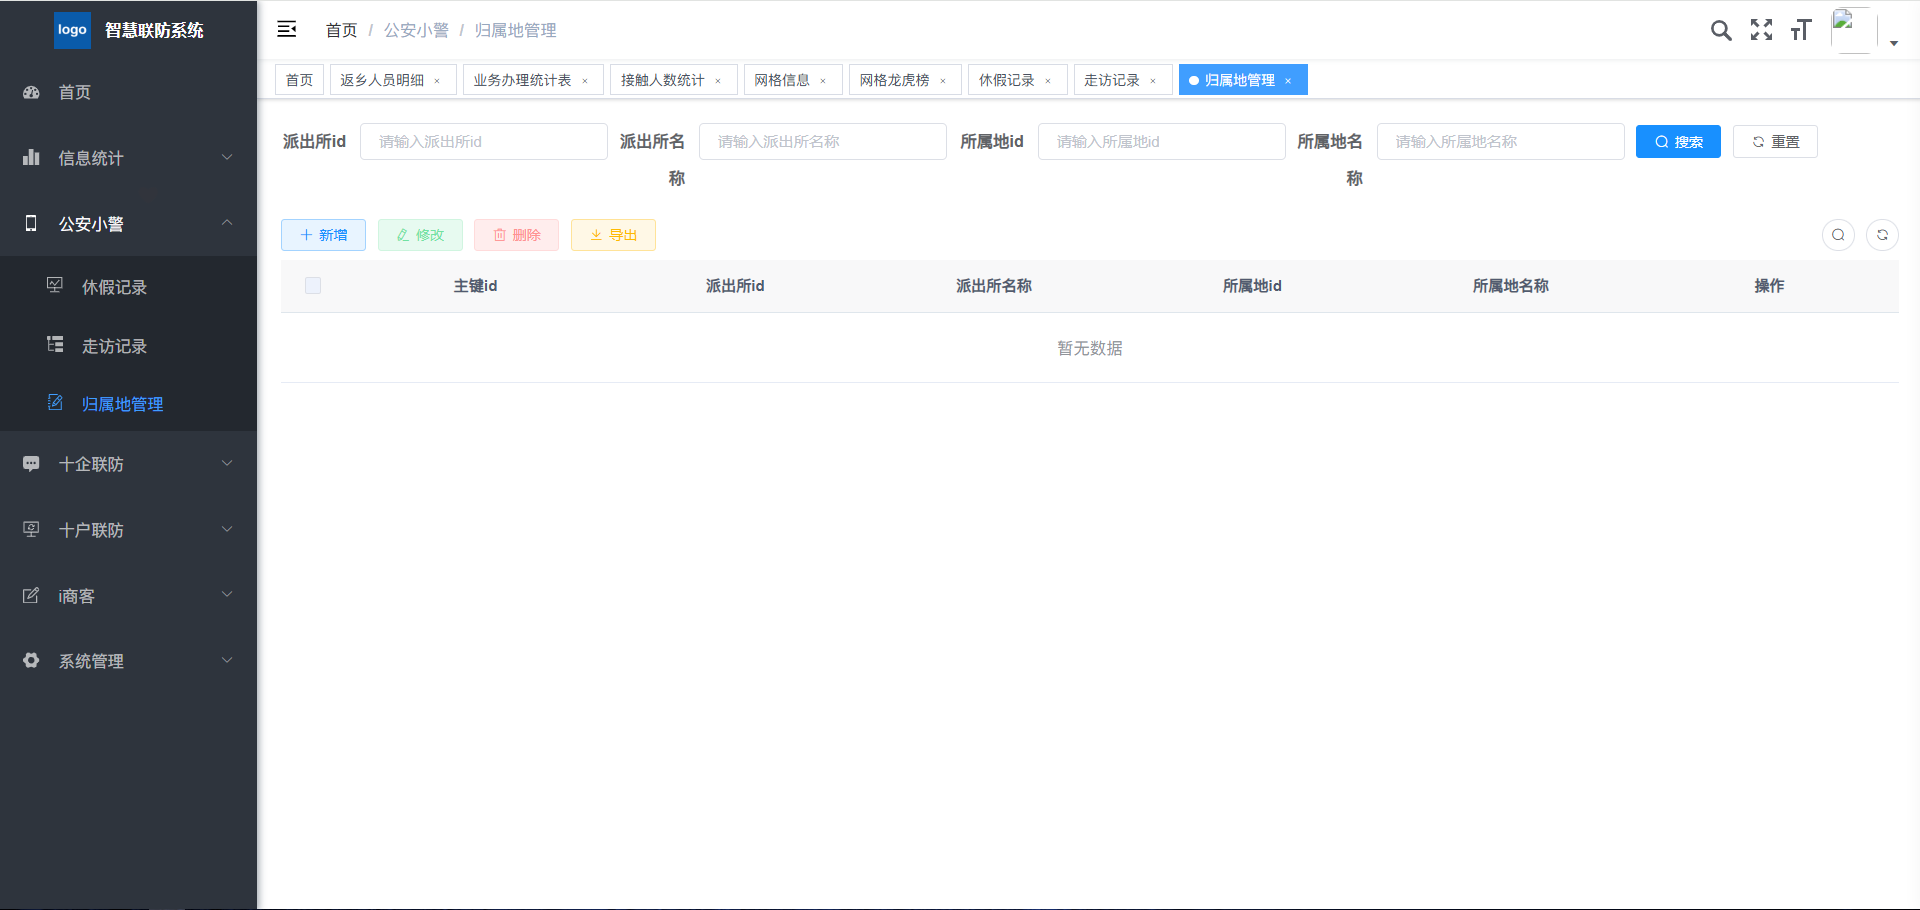 logo 智慧联防系统
首页
信息统计
公安小警
休假记录
走访记录
归属地管理
十企联防
十户联防
i商客
系统管理
首页 / 公安小警 / 归属地管理
首页 返乡人员明细 × 业务办理统计表 × 接触人数统计 × 网格信息 × 网格龙虎榜 × 休假记录 × 走访记录 × 归属地管理 ×
派出所id 请输入派出所id 派出所名称 请输入派出所名称 所属地id 请输入所属地id 所属地名称 请输入所属地名称 搜索 重置
新增 修改 删除 导出
主键id 派出所id 派出所名称 所属地id 所属地名称 操作
暂无数据